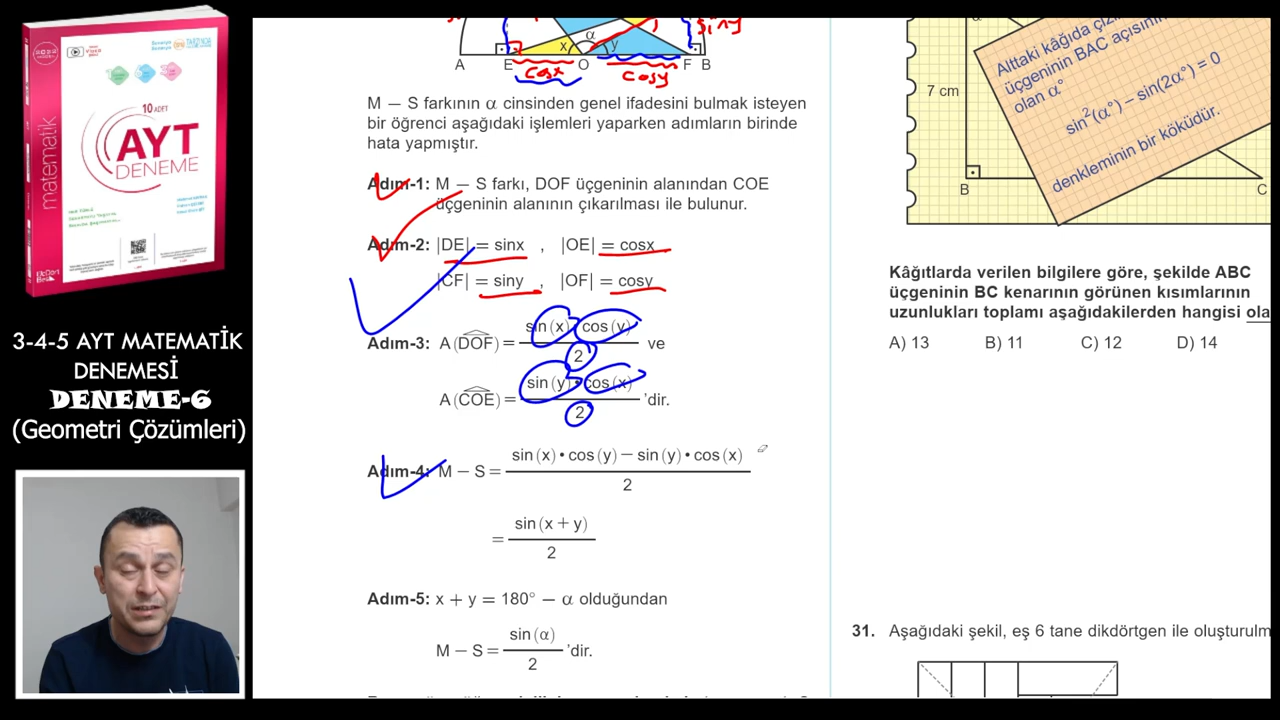 2022
matematik
10 ADET
AYT
DENEME
3-4-5 AYT MATEMATİK
DENEMESİ
DENEME-6
(Geometri Çözümleri)
siny
x α y
A E O F B
cosx cosy
M – S farkının α cinsinden genel ifadesini bulmak isteyen
bir öğrenci aşağıdaki işlemleri yaparken adımların birinde
hata yapmıştır.
Adım-1: M – S farkı, DOF üçgeninin alanından COE
üçgeninin alanının çıkarılması ile bulunur.
Adım-2: |DE| = sinx , |OE| = cosx
|CF| = siny , |OF| = cosy
Adım-3: A(DOF) = sin(x) • cos(y) / 2 ve
A(COE) = sin(y) • cos(x) / 2 'dir.
Adım-4: M – S = sin(x) • cos(y) – sin(y) • cos(x) / 2
= sin(x + y) / 2
Adım-5: x + y = 180° – α olduğundan
M – S = sin(α) / 2 'dir.
7 cm
B
C
Alttaki kâğıda çizi
üçgeninin BAC açısının
olan α°
sin²(α°) – sin(2α°) = 0
denkleminin bir köküdür.
Kâğıtlarda verilen bilgilere göre, şekilde ABC
üçgeninin BC kenarının görünen kısımlarının
uzunlukları toplamı aşağıdakilerden hangisi ola
A) 13 B) 11 C) 12 D) 14
31. Aşağıdaki şekil, eş 6 tane dikdörtgen ile oluşturulm